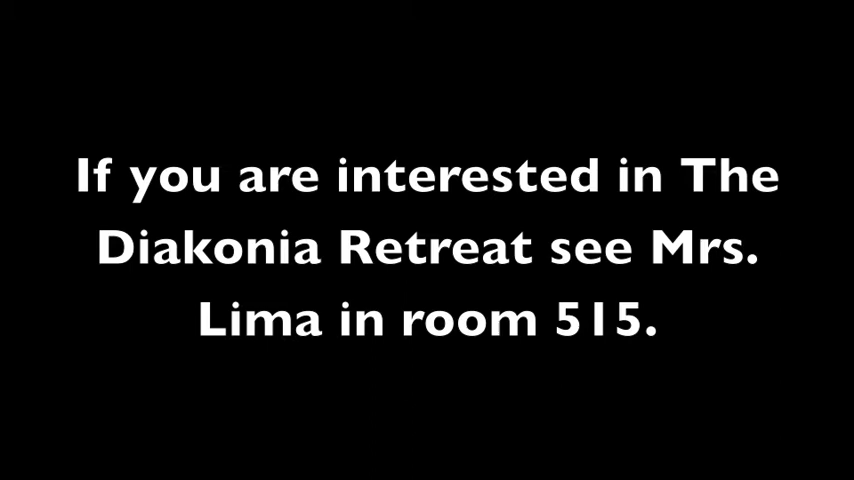 If you are interested in The
Diakonia Retreat see Mrs.
Lima in room 515.